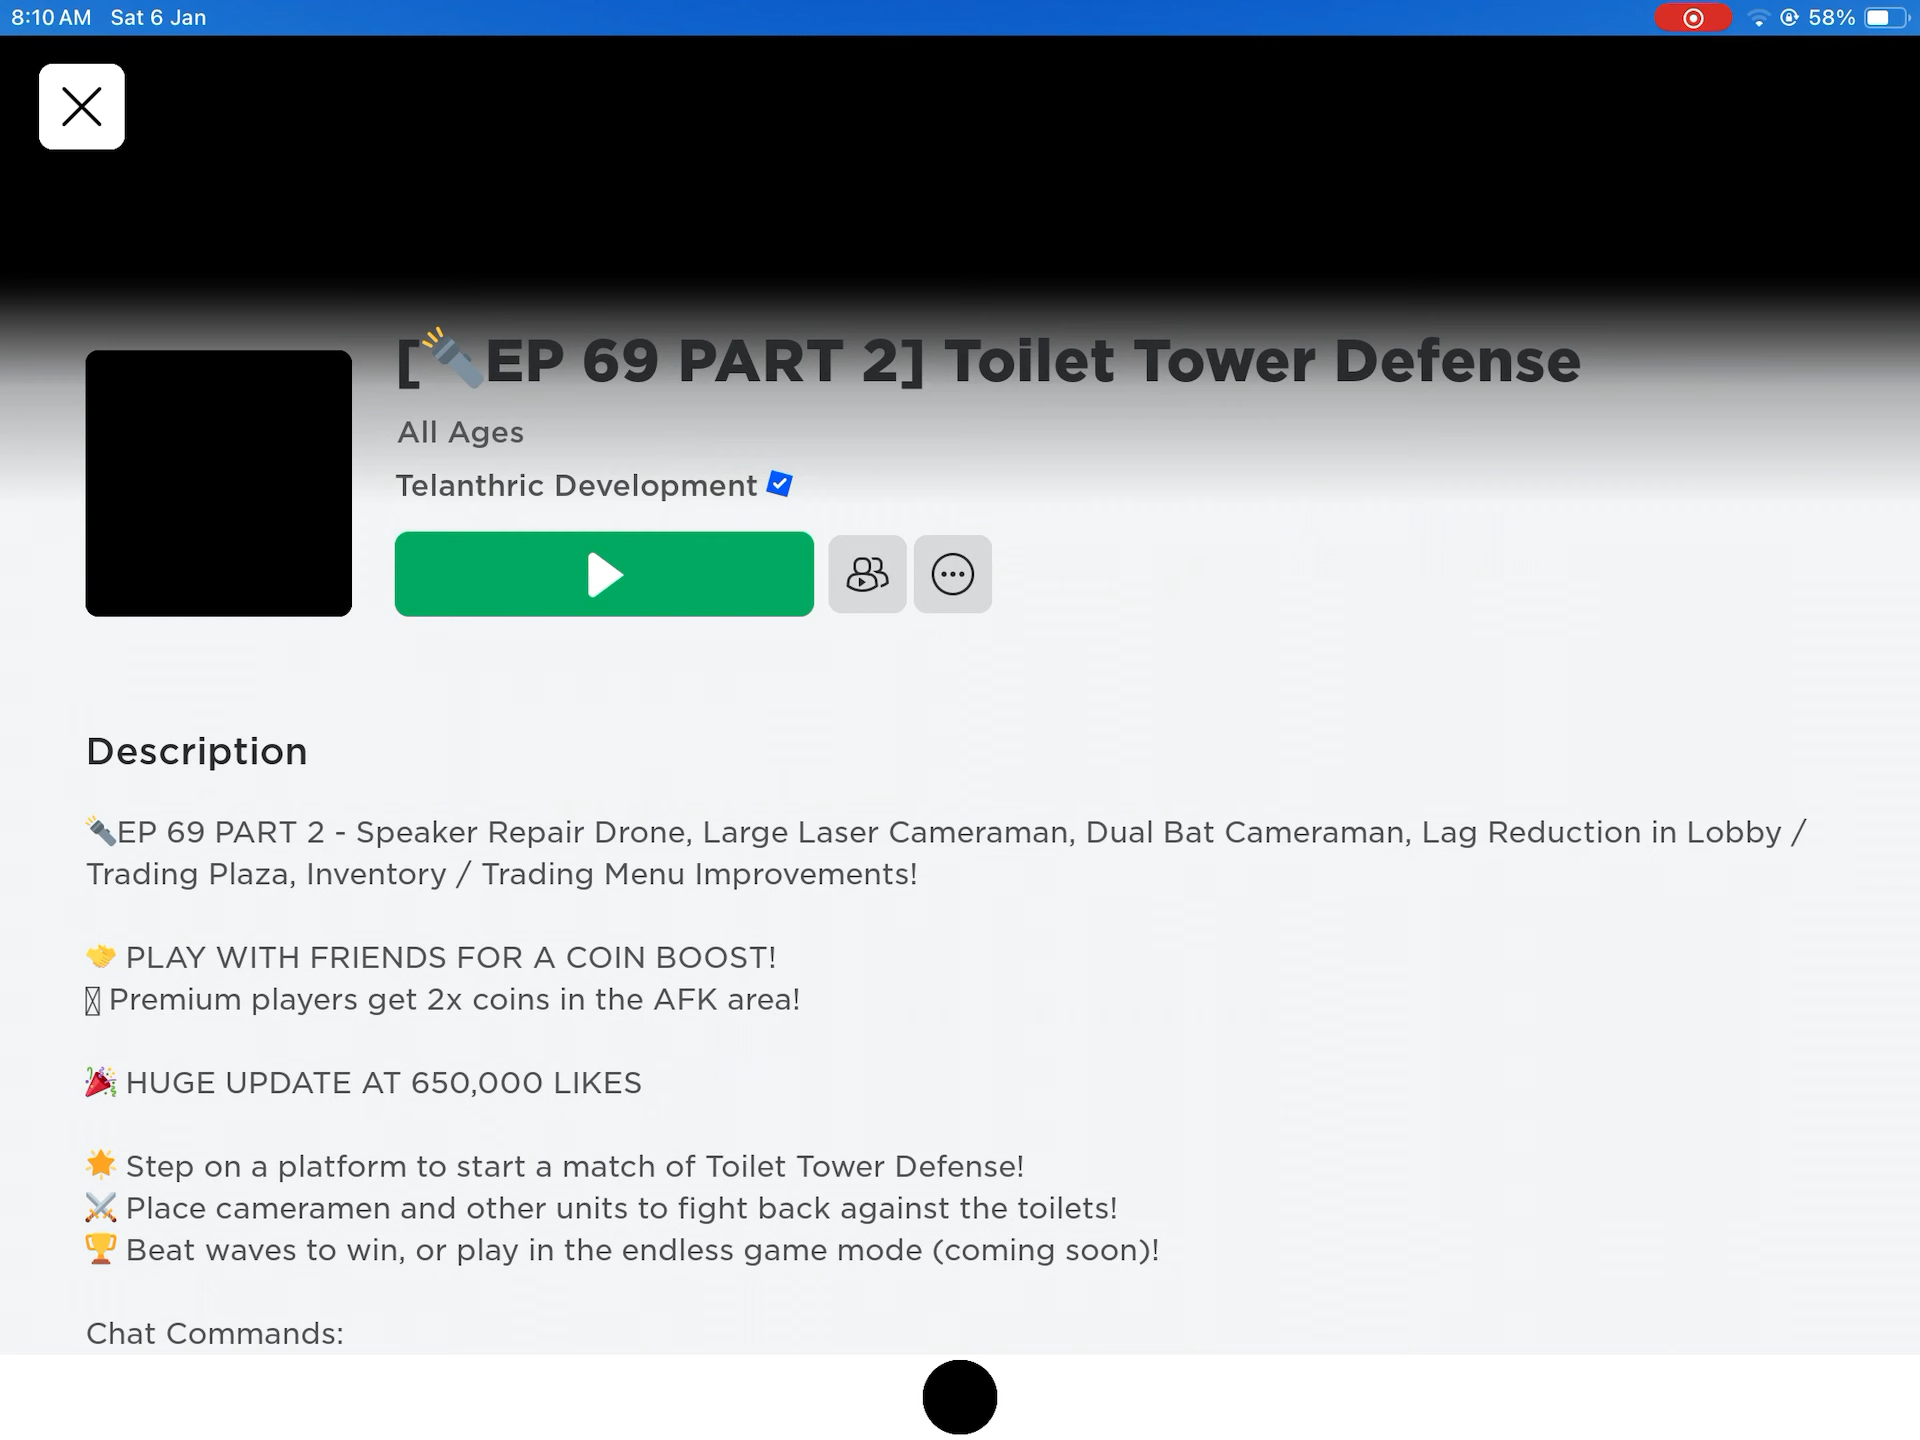 8:10 AM Sat 6 Jan 58%
[🔦EP 69 PART 2] Toilet Tower Defense
All Ages
Telanthric Development
Description
🔦EP 69 PART 2 - Speaker Repair Drone, Large Laser Cameraman, Dual Bat Cameraman, Lag Reduction in Lobby /
Trading Plaza, Inventory / Trading Menu Improvements!
🤝 PLAY WITH FRIENDS FOR A COIN BOOST!
Premium players get 2x coins in the AFK area!
🎉 HUGE UPDATE AT 650,000 LIKES
🌟 Step on a platform to start a match of Toilet Tower Defense!
⚔️ Place cameramen and other units to fight back against the toilets!
🏆 Beat waves to win, or play in the endless game mode (coming soon)!
Chat Commands: